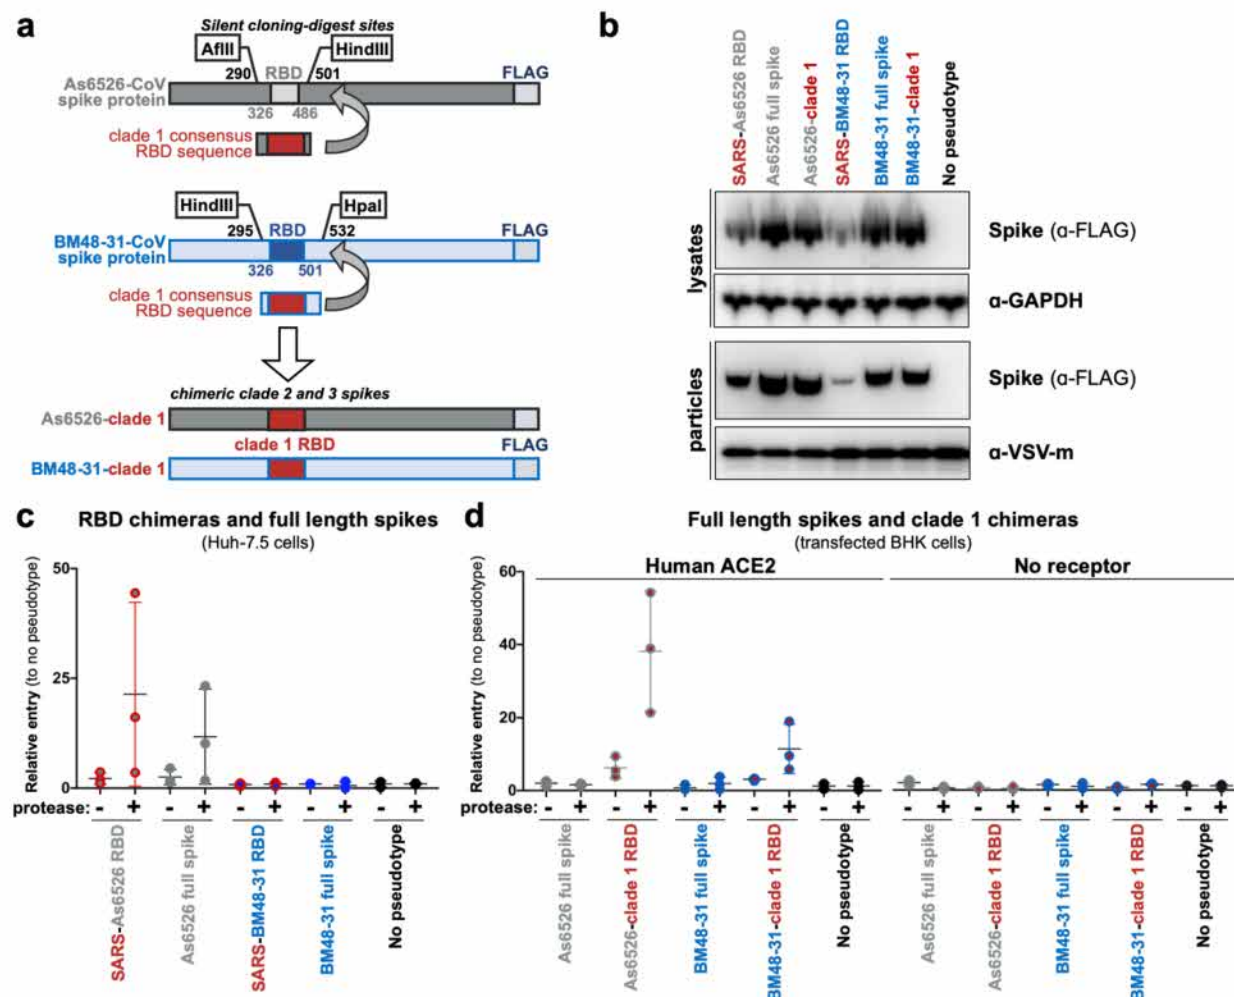 a
Silent cloning-digest sites
AflII
HindIII
290
RBD
501
FLAG
As6526-CoV
spike protein
326
486
clade 1 consensus
RBD sequence
HindIII
HpaI
295
RBD
532
FLAG
BM48-31-CoV
spike protein
326
501
clade 1 consensus
RBD sequence
chimeric clade 2 and 3 spikes
As6526-clade 1
clade 1 RBD
FLAG
BM48-31-clade 1
b
SARS-As6526 RBD
As6526 full spike
As6526-clade 1
SARS-BM48-31 RBD
BM48-31 full spike
BM48-31-clade 1
No pseudotype
lysates
Spike (α-FLAG)
α-GAPDH
particles
Spike (α-FLAG)
α-VSV-m
c
RBD chimeras and full length spikes
(Huh-7.5 cells)
Relative entry (to no pseudotype)
50
25
0
protease: - + - + - + - + - +
SARS-As6526 RBD
As6526 full spike
SARS-BM48-31 RBD
BM48-31 full spike
No pseudotype
d
Full length spikes and clade 1 chimeras
(transfected BHK cells)
Human ACE2
No receptor
Relative entry (to no pseudotype)
60
40
20
0
protease: - + - + - + - + - + - + - + - + - + - +
As6526 full spike
As6526-clade 1 RBD
BM48-31 full spike
BM48-31-clade 1 RBD
No pseudotype
As6526 full spike
As6526-clade 1 RBD
BM48-31 full spike
BM48-31-clade 1 RBD
No pseudotype